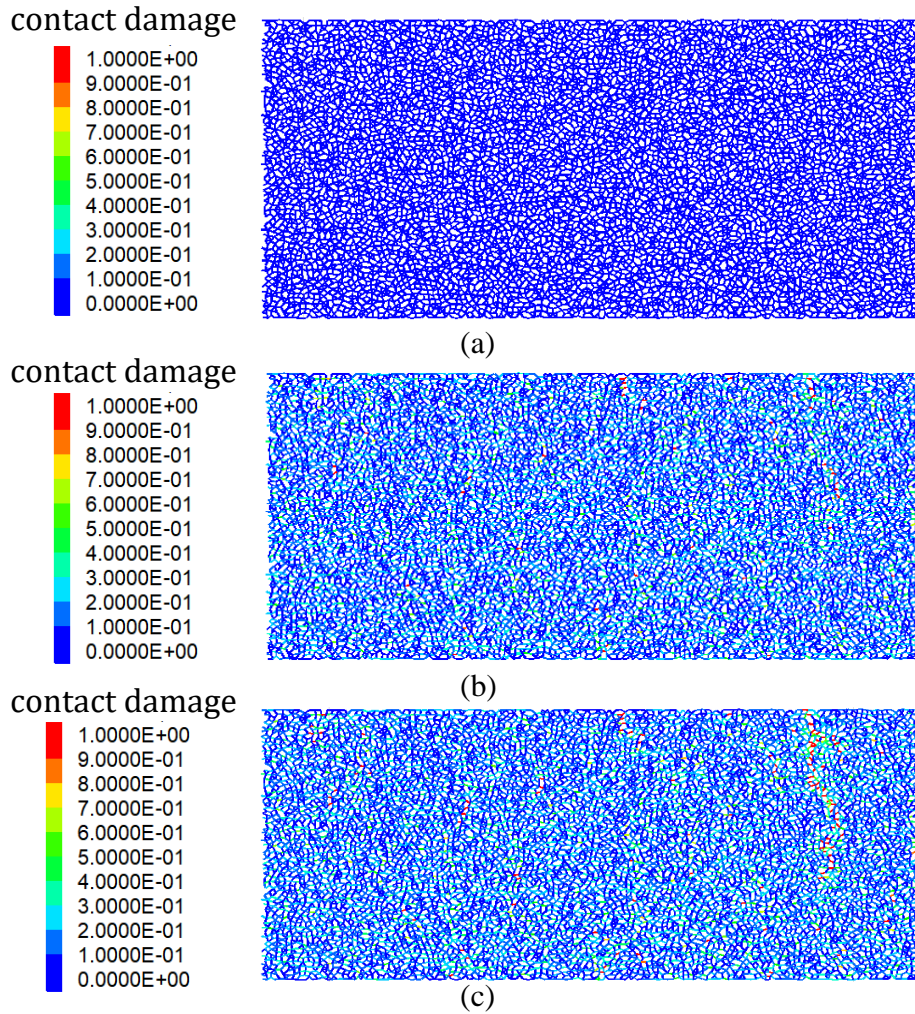 contact damage
1.0000E+00
9.0000E-01
8.0000E-01
7.0000E-01
6.0000E-01
5.0000E-01
4.0000E-01
3.0000E-01
2.0000E-01
1.0000E-01
0.0000E+00
(a)
contact damage
1.0000E+00
9.0000E-01
8.0000E-01
7.0000E-01
6.0000E-01
5.0000E-01
4.0000E-01
3.0000E-01
2.0000E-01
1.0000E-01
0.0000E+00
(b)
contact damage
1.0000E+00
9.0000E-01
8.0000E-01
7.0000E-01
6.0000E-01
5.0000E-01
4.0000E-01
3.0000E-01
2.0000E-01
1.0000E-01
0.0000E+00
(c)